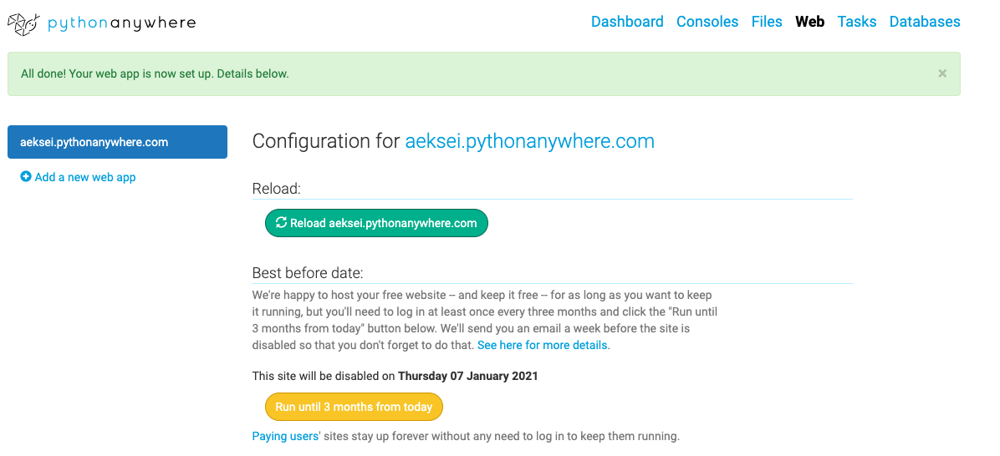 pythonanywhere
Dashboard Consoles Files Web Tasks Databases
All done! Your web app is now set up. Details below.
×
aeksei.pythonanywhere.com
Add a new web app
Configuration for aeksei.pythonanywhere.com
Reload:
Reload aeksei.pythonanywhere.com
Best before date:
We're happy to host your free website -- and keep it free -- for as long as you want to keep
it running, but you'll need to log in at least once every three months and click the "Run until
3 months from today" button below. We'll send you an email a week before the site is
disabled so that you don't forget to do that. See here for more details.
This site will be disabled on Thursday 07 January 2021
Run until 3 months from today
Paying users' sites stay up forever without any need to log in to keep them running.